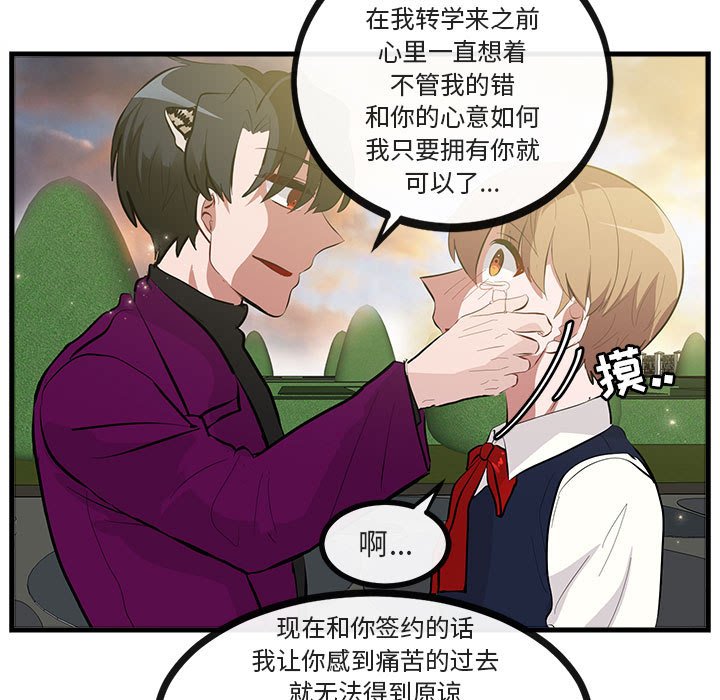 在我转学来之前
心里一直想着
不管我的错
和你的心意如何
我只要拥有你就
可以了...
摸..
啊...
现在和你签约的话
我让你感到痛苦的过去
就无法得到原谅